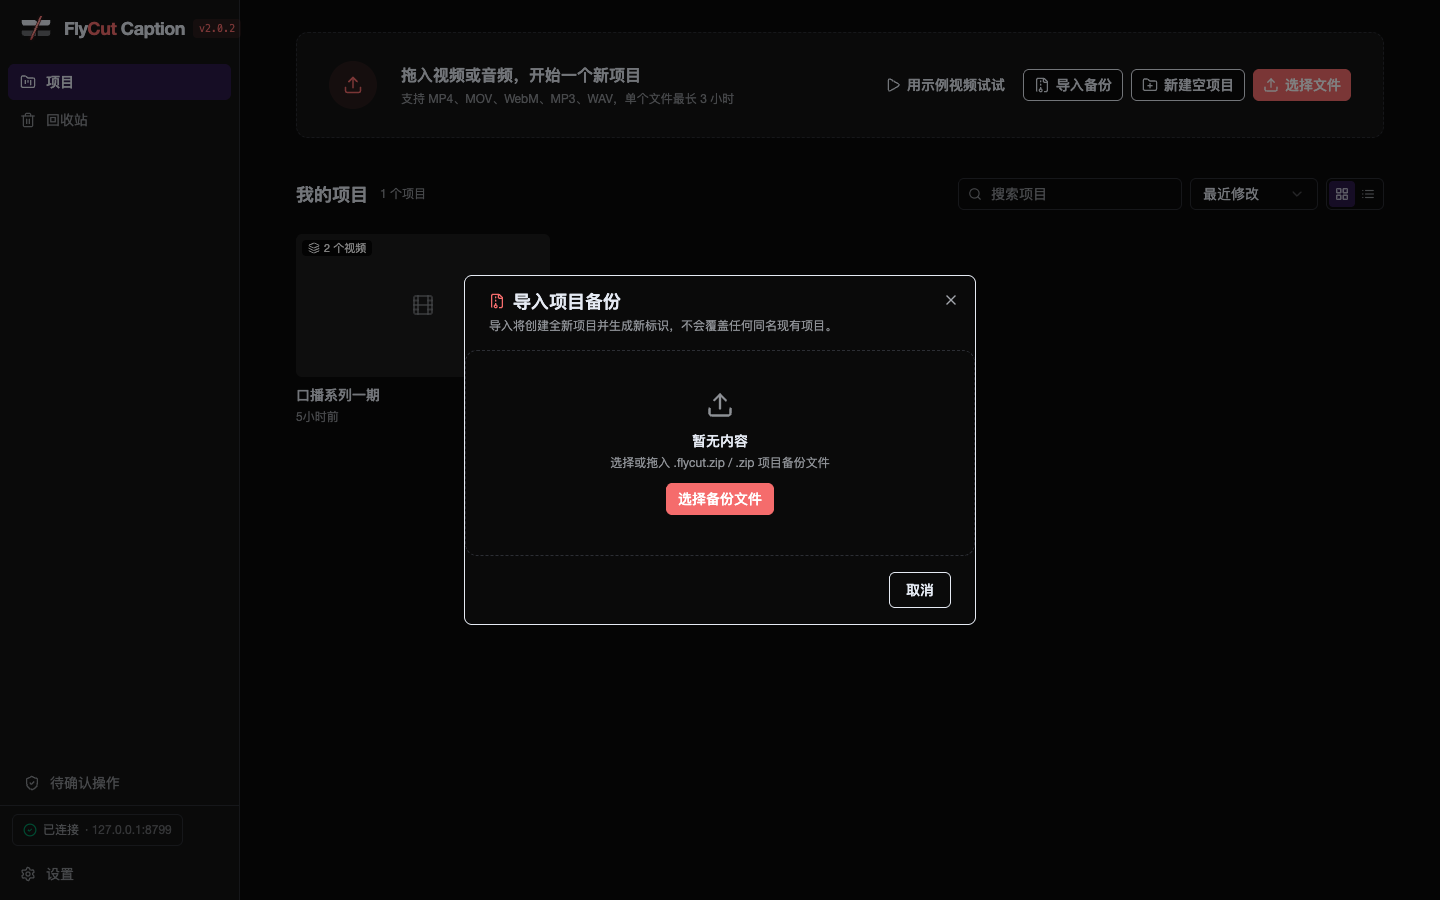 FlyCut Caption v2.0.2
项目
回收站
拖入视频或音频，开始一个新项目
支持 MP4、MOV、WebM、MP3、WAV，单个文件最长 3 小时
用示例视频试试
导入备份
新建空项目
选择文件
我的项目 1 个项目
搜索项目
最近修改
2 个视频
口播系列一期
5小时前
导入项目备份
导入将创建全新项目并生成新标识，不会覆盖任何同名现有项目。
暂无内容
选择或拖入 .flycut.zip / .zip 项目备份文件
选择备份文件
取消
待确认操作
已连接 · 127.0.0.1:8799
设置